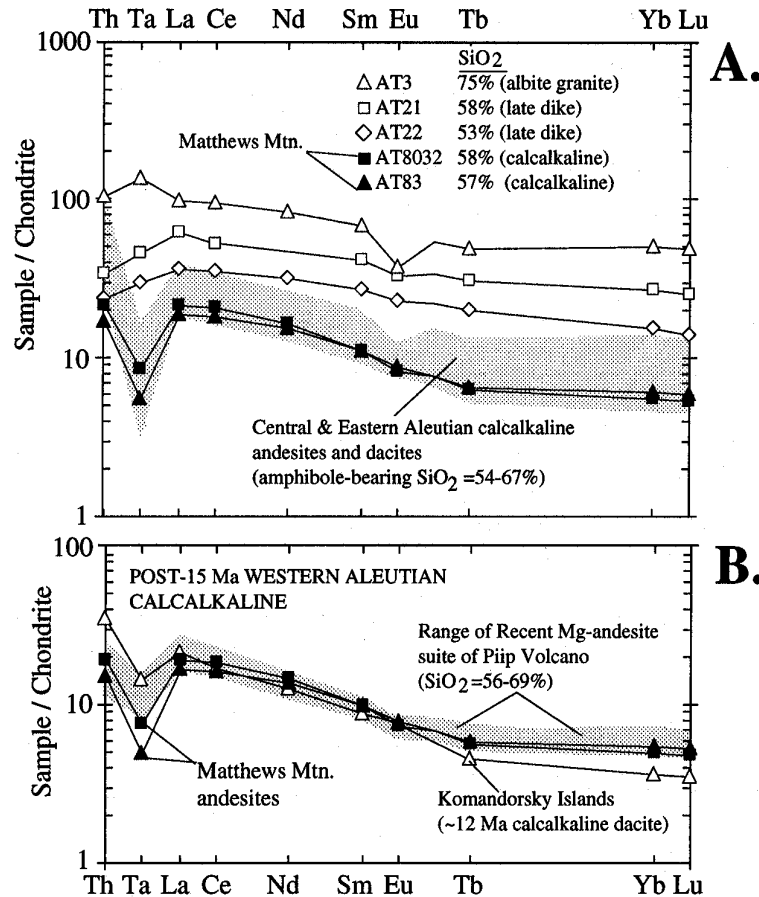 Th Ta La Ce Nd Sm Eu Tb Yb Lu
A.
1000
100
10
1
Sample / Chondrite
SiO2
AT3 75% (albite granite)
AT21 58% (late dike)
AT22 53% (late dike)
Matthews Mtn.
AT8032 58% (calcalkaline)
AT83 57% (calcalkaline)
Central & Eastern Aleutian calcalkaline
andesites and dacites
(amphibole-bearing SiO2 =54-67%)
B.
100
10
1
Sample / Chondrite
POST-15 Ma WESTERN ALEUTIAN
CALCALKALINE
Range of Recent Mg-andesite
suite of Piip Volcano
(SiO2=56-69%)
Matthews Mtn.
andesites
Komandorsky Islands
(~12 Ma calcalkaline dacite)
Th Ta La Ce Nd Sm Eu Tb Yb Lu